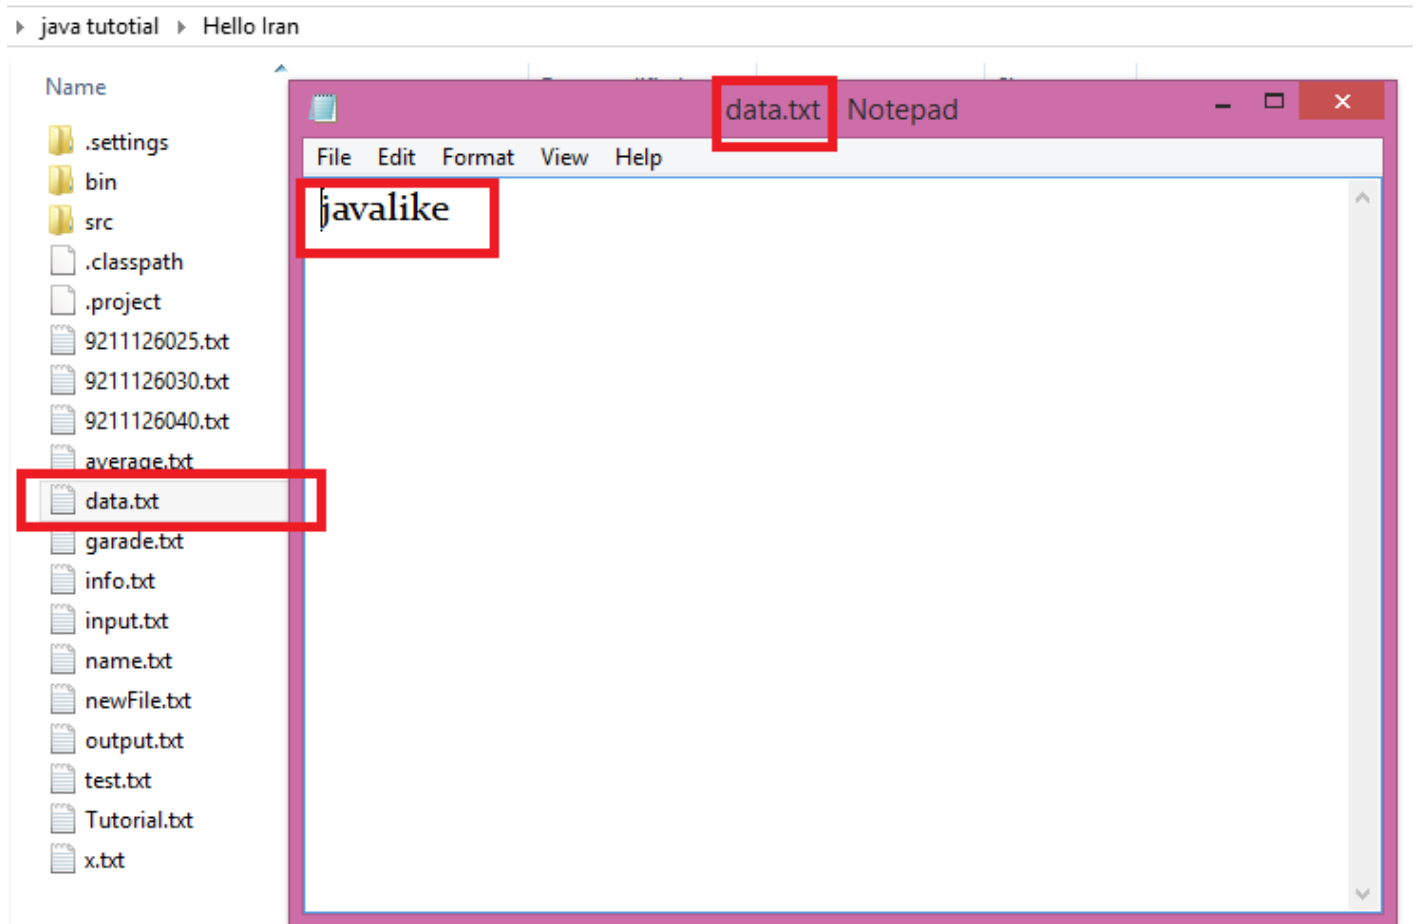 java tutotial Hello Iran
Name
data.txt Notepad
File Edit Format View Help
javalike
.settings
bin
src
.classpath
.project
9211126025.txt
9211126030.txt
9211126040.txt
average.txt
data.txt
garade.txt
info.txt
input.txt
name.txt
newFile.txt
output.txt
test.txt
Tutorial.txt
x.txt